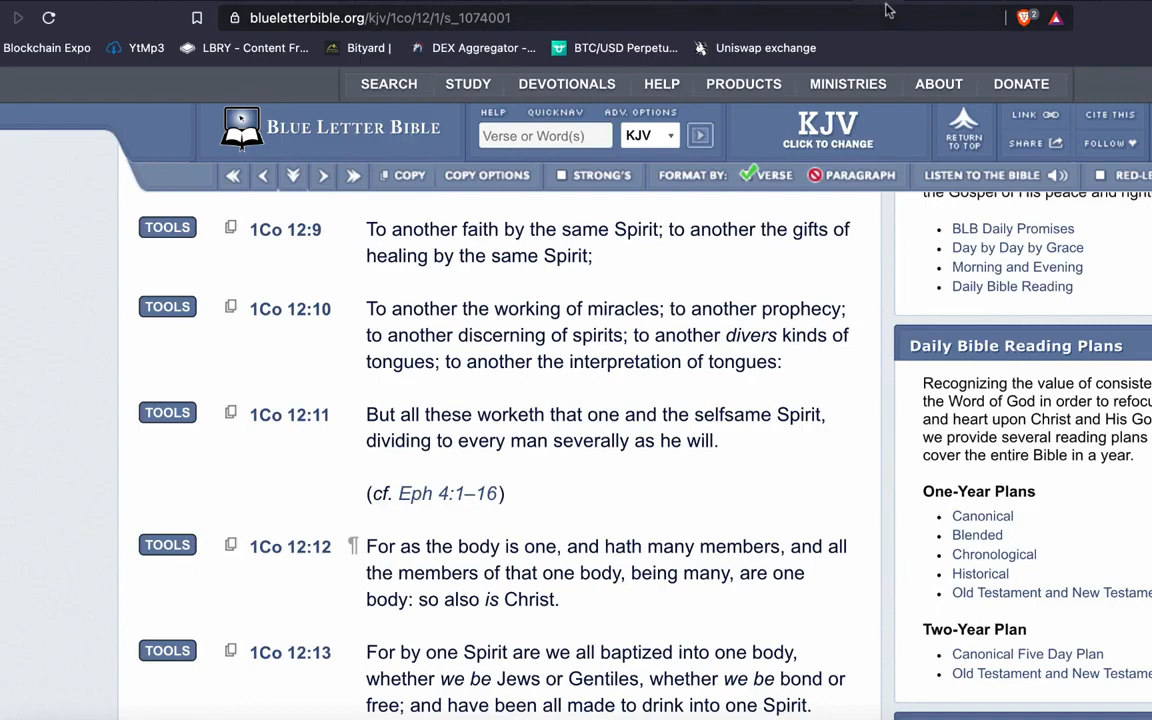 blueletterbible.org/kjv/1co/12/1/s_1074001
2
Blockchain Expo YtMp3 LBRY - Content Fr... Bityard | DEX Aggregator -... BTC/USD Perpetu... Uniswap exchange
SEARCH STUDY DEVOTIONALS HELP PRODUCTS MINISTRIES ABOUT DONATE
BLUE LETTER BIBLE
HELP QUICKNAV ADV. OPTIONS
Verse or Word(s) KJV
KJV
CLICK TO CHANGE
RETURN
TO TOP
LINK CITE THIS
SHARE FOLLOW
COPY COPY OPTIONS STRONG'S FORMAT BY: VERSE PARAGRAPH LISTEN TO THE BIBLE RED-LE
TOOLS 1Co 12:9 To another faith by the same Spirit; to another the gifts of
healing by the same Spirit;
TOOLS 1Co 12:10 To another the working of miracles; to another prophecy;
to another discerning of spirits; to another divers kinds of
tongues; to another the interpretation of tongues:
TOOLS 1Co 12:11 But all these worketh that one and the selfsame Spirit,
dividing to every man severally as he will.
(cf. Eph 4:1–16)
TOOLS 1Co 12:12 ¶ For as the body is one, and hath many members, and all
the members of that one body, being many, are one
body: so also is Christ.
TOOLS 1Co 12:13 For by one Spirit are we all baptized into one body,
whether we be Jews or Gentiles, whether we be bond or
free; and have been all made to drink into one Spirit.
the Gospel of His peace and right
• BLB Daily Promises
• Day by Day by Grace
• Morning and Evening
• Daily Bible Reading
Daily Bible Reading Plans
Recognizing the value of consiste
the Word of God in order to refocu
and heart upon Christ and His Go
we provide several reading plans
cover the entire Bible in a year.
One-Year Plans
• Canonical
• Blended
• Chronological
• Historical
• Old Testament and New Testame
Two-Year Plan
• Canonical Five Day Plan
• Old Testament and New Testame